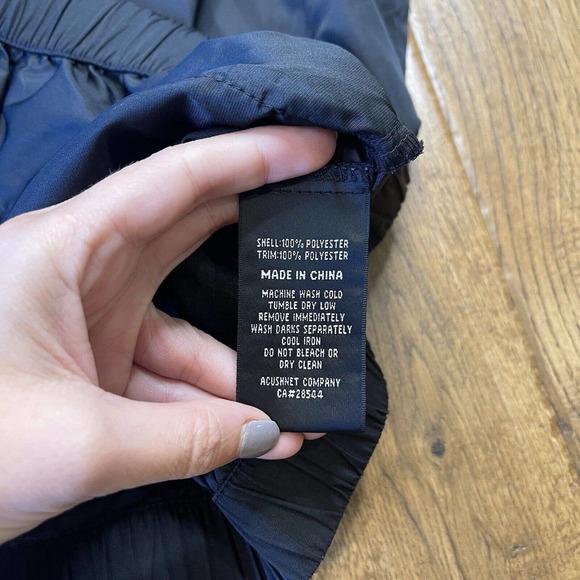 SHELL:100% POLYESTER
TRIM:100% POLYESTER
MADE IN CHINA
MACHINE WASH COLD
TUMBLE DRY LOW
REMOVE IMMEDIATELY
WASH DARKS SEPARATELY
COOL IRON
DO NOT BLEACH OR
DRY CLEAN
ACUSHNET COMPANY
CA#28544